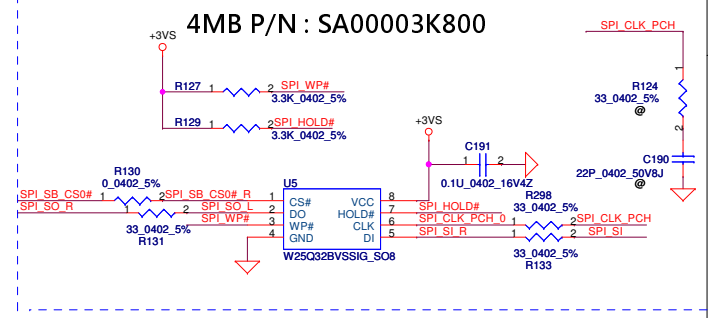 4MB P/N : SA00003K800
SPI_CLK_PCH
+3VS
R127 1 2 SPI_WP#
3.3K_0402_5%
R129 1 2 SPI_HOLD#
3.3K_0402_5%
1
R124
33_0402_5%
@
2
C190
22P_0402_50V8J
@
+3VS
C191
1 2
0.1U_0402_16V4Z
R130
0_0402_5%
SPI_SB_CS0# 1 2 SPI_SB_CS0#_R 1
SPI_SO_R 1 2 SPI_SO_L 2
33_0402_5%
R131
SPI_WP# 3
4
U5
CS# VCC 8
DO HOLD# 7 SPI_HOLD#
WP# CLK 6 SPI_CLK_PCH_0 1 2 SPI_CLK_PCH
GND DI 5 SPI_SI_R 1 2 SPI_SI
W25Q32BVSSIG_SO8
R298
33_0402_5%
33_0402_5%
R133